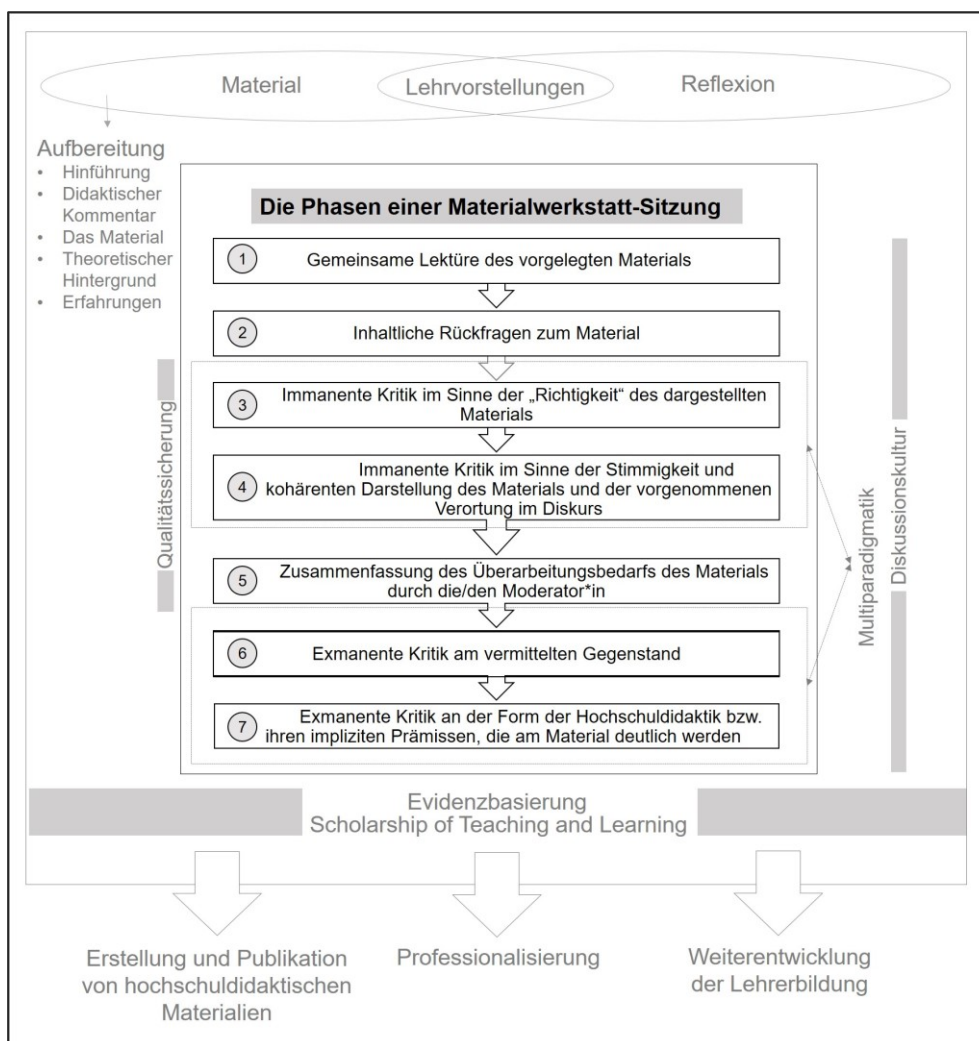 Material
Lehrvorstellungen
Reflexion
Aufbereitung
• Hinführung
• Didaktischer
Kommentar
• Das Material
• Theoretischer
Hintergrund
• Erfahrungen
Die Phasen einer Materialwerkstatt-Sitzung
1 Gemeinsame Lektüre des vorgelegten Materials
2 Inhaltliche Rückfragen zum Material
3 Immanente Kritik im Sinne der „Richtigkeit“ des dargestellten
Materials
4 Immanente Kritik im Sinne der Stimmigkeit und
kohärenten Darstellung des Materials und der vorgenommenen
Verortung im Diskurs
5 Zusammenfassung des Überarbeitungsbedarfs des Materials
durch die/den Moderator*in
6 Exmanente Kritik am vermittelten Gegenstand
7 Exmanente Kritik an der Form der Hochschuldidaktik bzw.
ihren impliziten Prämissen, die am Material deutlich werden
Qualitätssicherung
Multiparadigmatik
Diskussionskultur
Evidenzbasierung
Scholarship of Teaching and Learning
Erstellung und Publikation
von hochschuldidaktischen
Materialien
Professionalisierung
Weiterentwicklung
der Lehrerbildung